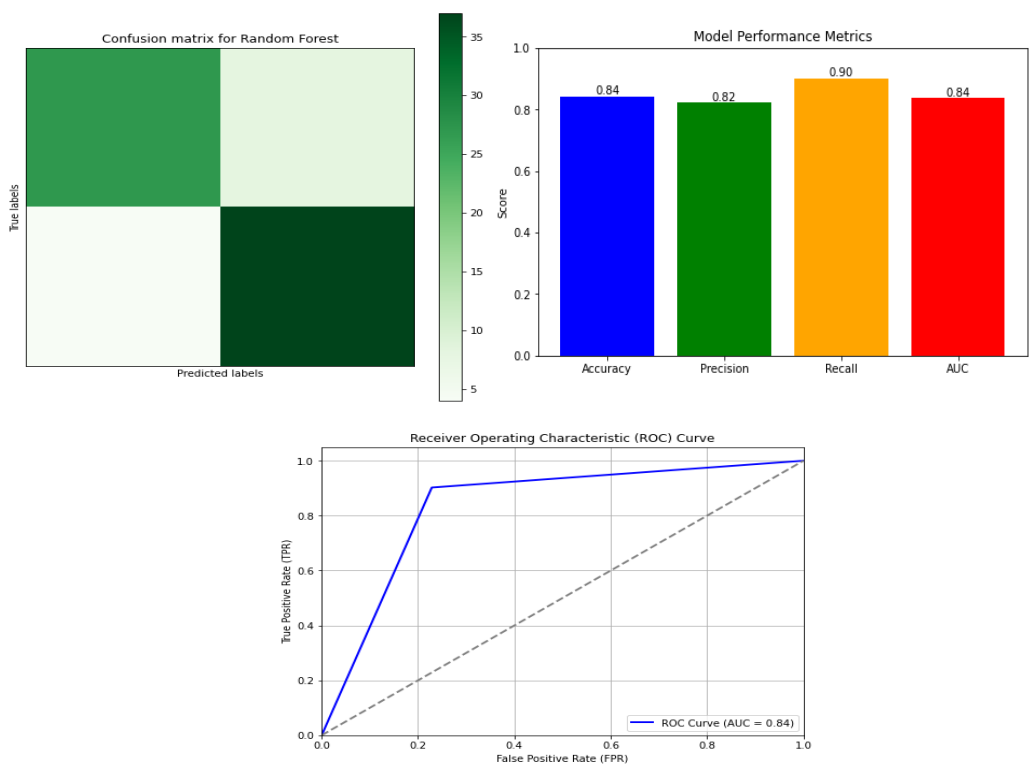 Confusion matrix for Random Forest
True labels
Predicted labels
35
30
25
20
15
10
5
Model Performance Metrics
Score
1.0
0.8
0.6
0.4
0.2
0.0
0.84
0.82
0.90
0.84
Accuracy Precision Recall AUC
Receiver Operating Characteristic (ROC) Curve
True Positive Rate (TPR)
1.0
0.8
0.6
0.4
0.2
0.0
ROC Curve (AUC = 0.84)
0.0 0.2 0.4 0.6 0.8 1.0
False Positive Rate (FPR)